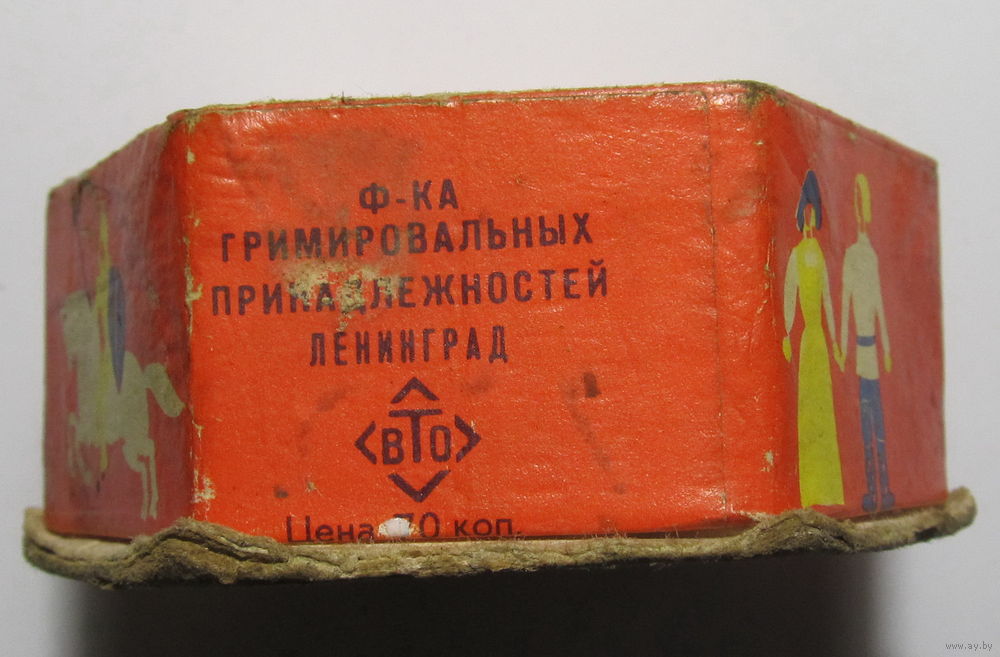 Ф-КА
ГРИМИРОВАЛЬНЫХ
ПРИНАДЛЕЖНОСТЕЙ
ЛЕНИНГРАД
ВТО
Цена 70 коп.
www.ay.by